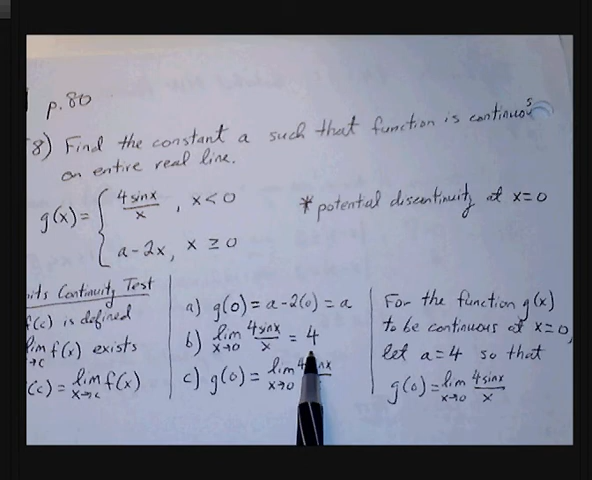 p.80
8) Find the constant a such that function is continuous
on entire real line.
g(x) = { 4 sinx / x , x < 0
a - 2x, x ≥ 0
* potential discontinuity at x=0
its Continuity Test
f(c) is defined
lim f(x) exists
x→c
f(c) = lim f(x)
x→c
a) g(0) = a - 2(0) = a
b) lim x→0 4sinx / x = 4
c) g(0) = lim x→0
For the function g(x)
to be continuous at x=0,
let a=4 so that
g(0) = lim x→0 4sinx / x